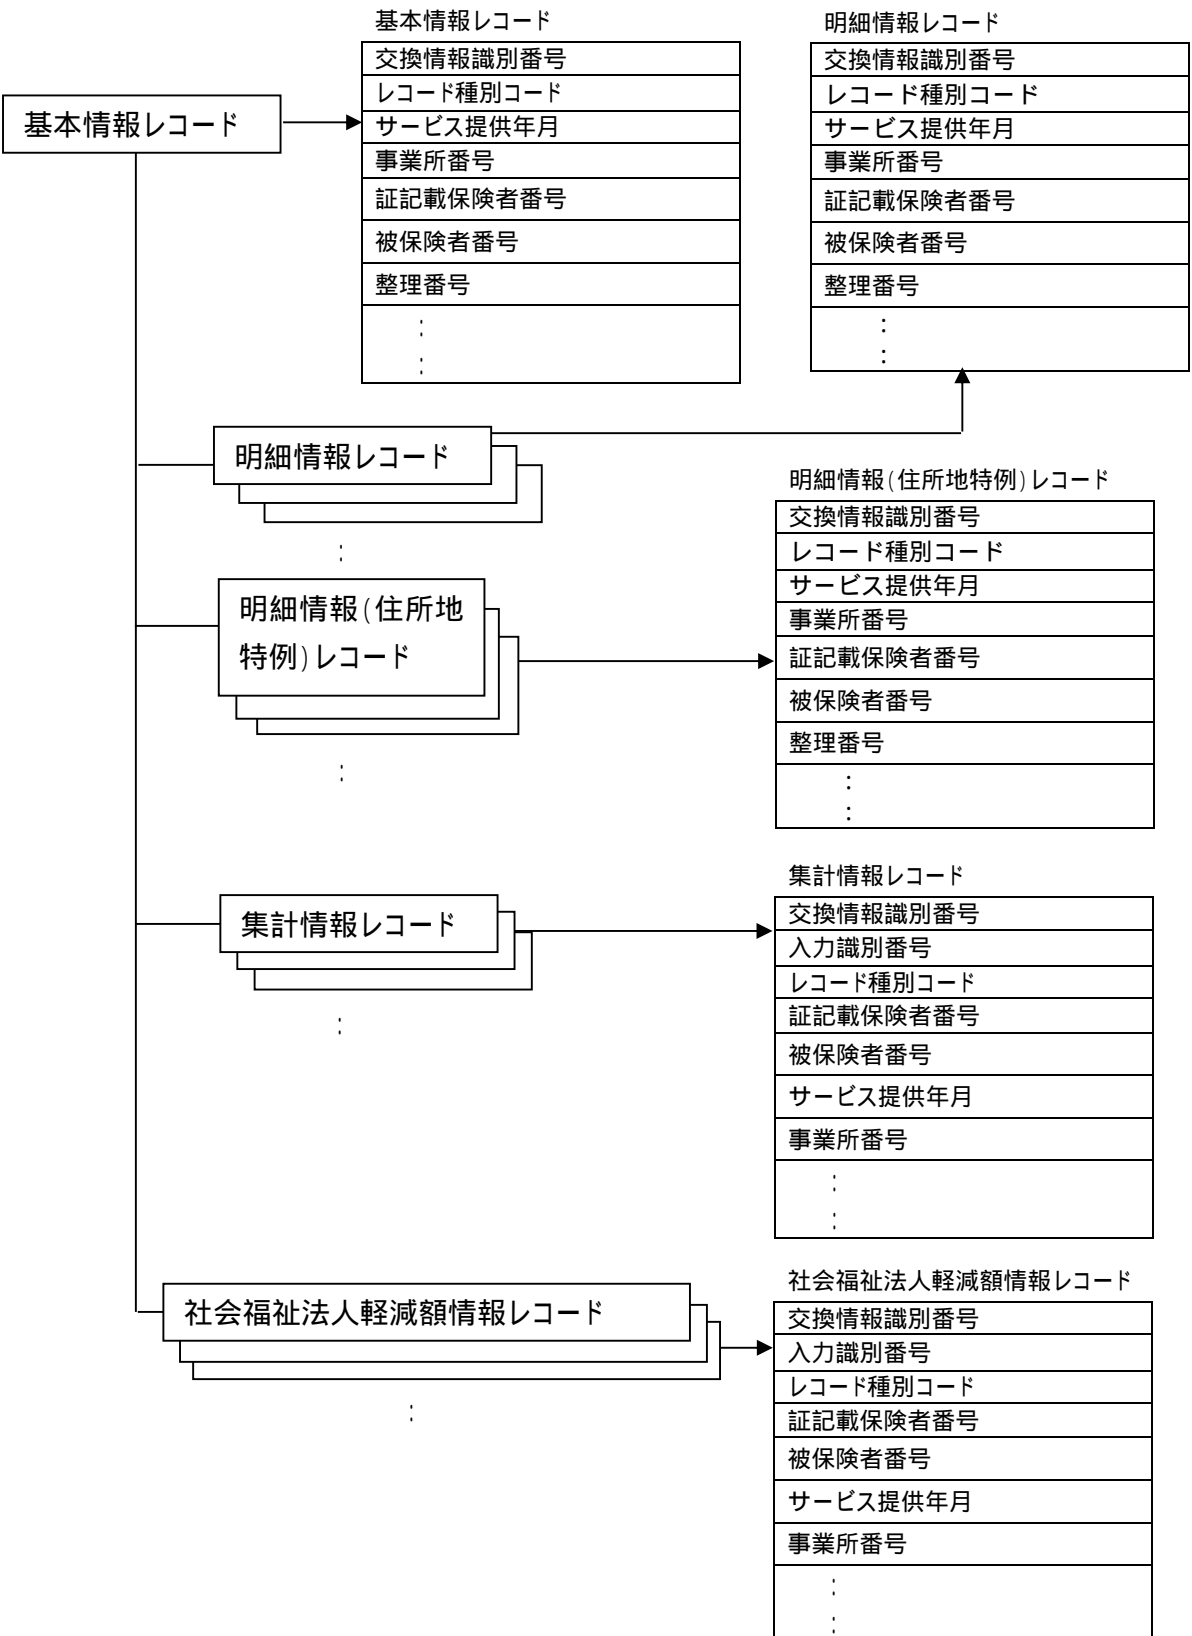 基本情報レコード
交換情報識別番号
レコード種別コード
サービス提供年月
事業所番号
証記載保険者番号
被保険者番号
整理番号
：
：
明細情報レコード
交換情報識別番号
レコード種別コード
サービス提供年月
事業所番号
証記載保険者番号
被保険者番号
整理番号
：
：
基本情報レコード
明細情報レコード
：
明細情報(住所地特例)レコード
交換情報識別番号
レコード種別コード
サービス提供年月
事業所番号
証記載保険者番号
被保険者番号
整理番号
：
：
明細情報(住所地
特例)レコード
：
集計情報レコード
交換情報識別番号
入力識別番号
レコード種別コード
証記載保険者番号
被保険者番号
サービス提供年月
事業所番号
：
：
集計情報レコード
：
社会福祉法人軽減額情報レコード
交換情報識別番号
入力識別番号
レコード種別コード
証記載保険者番号
被保険者番号
サービス提供年月
事業所番号
：
：
社会福祉法人軽減額情報レコード
：